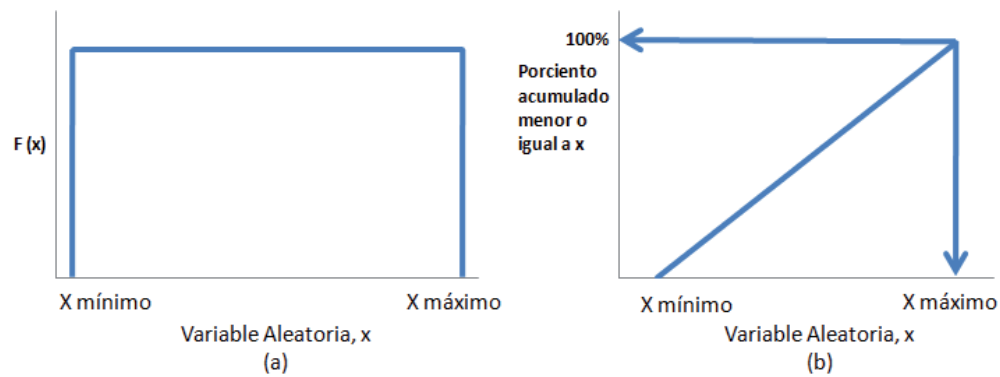 F (x)
X mínimo
X máximo
Variable Aleatoria, x
(a)
100%
Porciento
acumulado
menor o
igual a x
X mínimo
X máximo
Variable Aleatoria, x
(b)